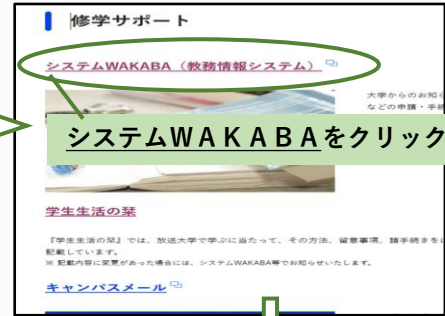 修学サポート
システムWAKABA（教務情報システム）
大学からのお知ら
などの申請・手続
システムＷＡＫＡＢＡをクリック
学生生活の栞
『学生生活の栞』では、放送大学で学ぶに当たって、その方法、留意事項、諸手続きを
記載しています。
※ 記載内容に変更があった場合には、システムWAKABA等でお知らせいたします。
キャンパスメール